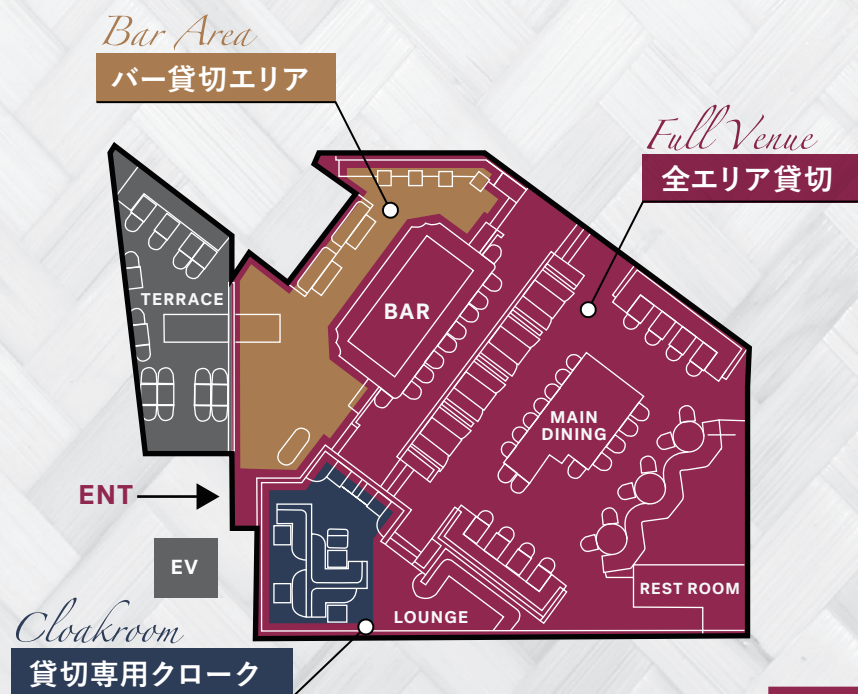 Bar Area
バー貸切エリア
Full Venue
全エリア貸切
TERRACE
BAR
MAIN
DINING
ENT
EV
REST ROOM
LOUNGE
Cloakroom
貸切専用クローク